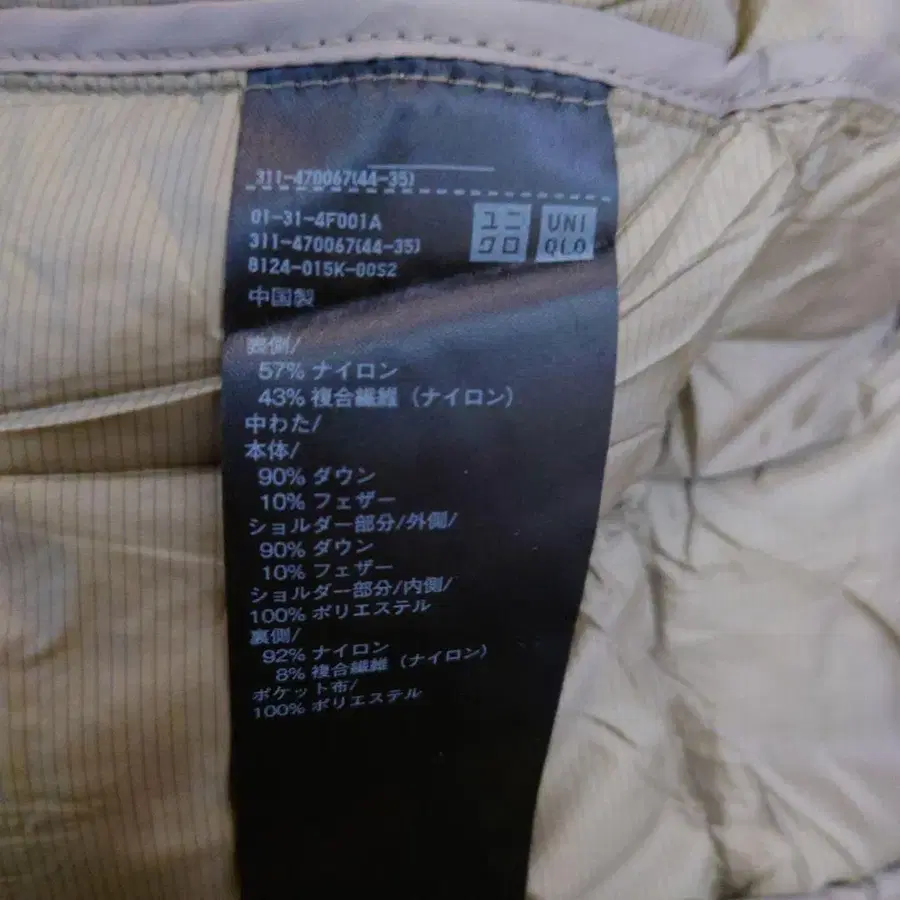 311-470067(44-35)
01-31-4F001A
311-470067(44-35)
8124-015K-00S2
ユニ
クロ
UNI
QLO
中国製
表側/
57% ナイロン
43% 複合繊維（ナイロン）
中わた/
本体/
90% ダウン
10% フェザー
ショルダー部分/外側/
90% ダウン
10% フェザー
ショルダー部分/内側/
100% ポリエステル
裏側/
92% ナイロン
8% 複合繊維（ナイロン）
ポケット布/
100% ポリエステル